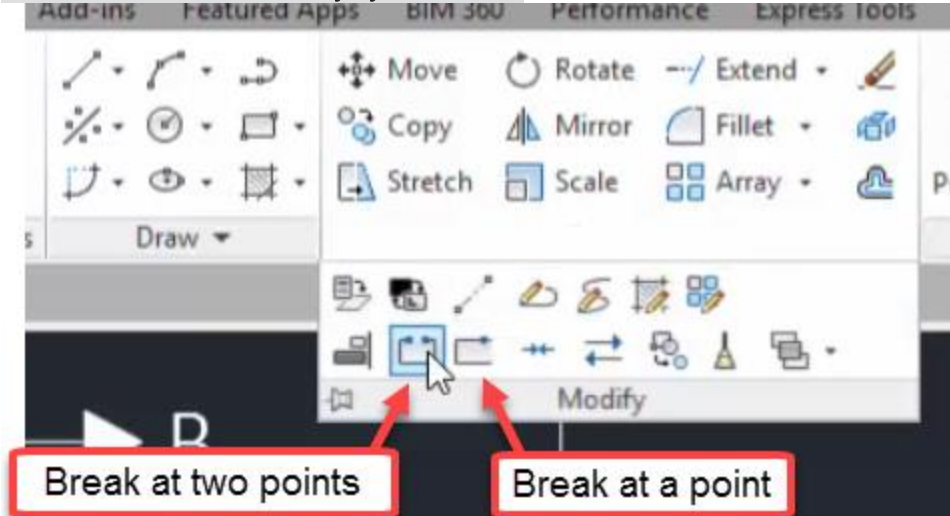 Add-ins Featured Apps BIM 360 Performance Express Tools
Move Rotate Extend
Copy Mirror Fillet
Stretch Scale Array P
s Draw
Modify
B
Break at two points Break at a point